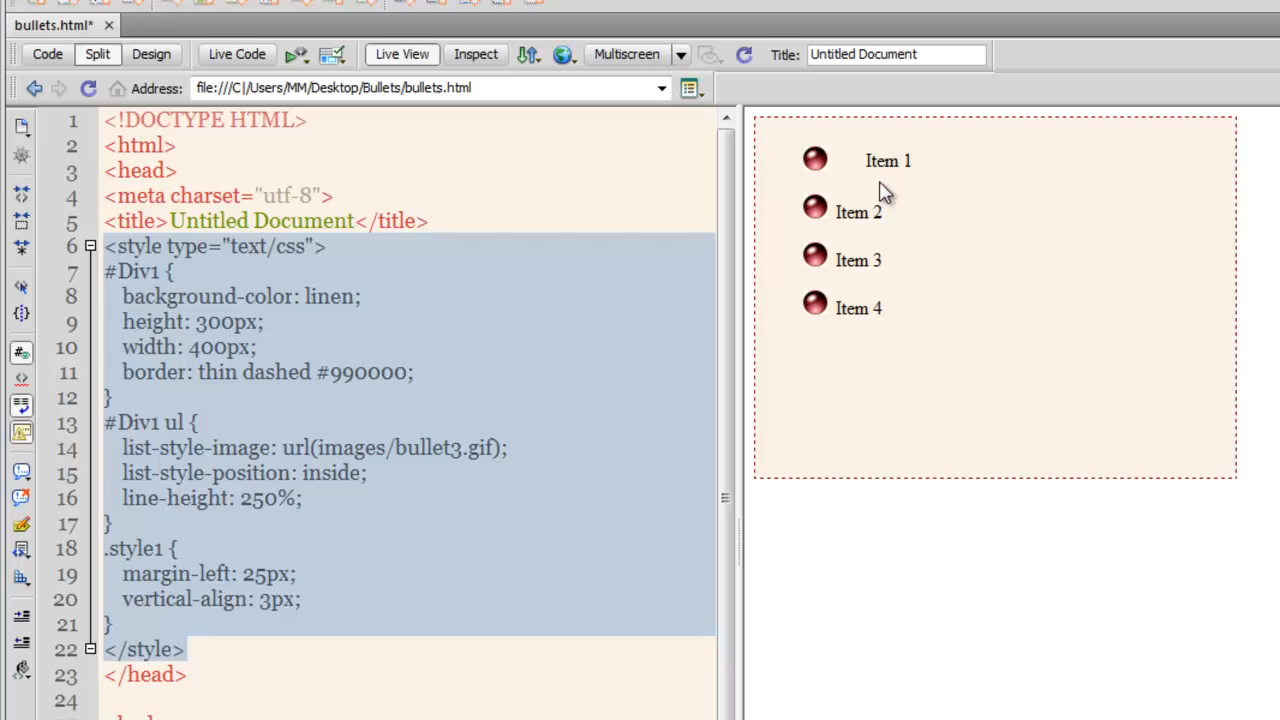 bullets.html* ×
Code Split Design Live Code Live View Inspect Multiscreen Title: Untitled Document
Address: file:///C|/Users/MM/Desktop/Bullets/bullets.html
1 <!DOCTYPE HTML>
2 <html>
3 <head>
4 <meta charset="utf-8">
5 <title>Untitled Document</title>
6 <style type="text/css">
7 #Div1 {
8 background-color: linen;
9 height: 300px;
10 width: 400px;
11 border: thin dashed #990000;
12 }
13 #Div1 ul {
14 list-style-image: url(images/bullet3.gif);
15 list-style-position: inside;
16 line-height: 250%;
17 }
18 .style1 {
19 margin-left: 25px;
20 vertical-align: 3px;
21 }
22 </style>
23 </head>
24
Item 1
Item 2
Item 3
Item 4